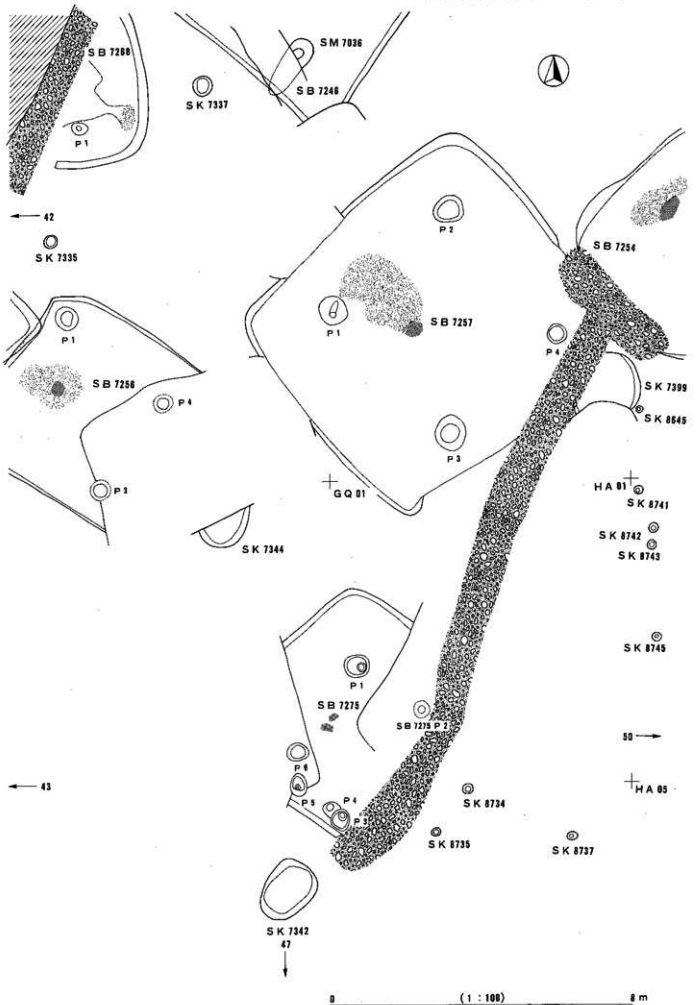 SM 7036
SB 7268
SB 7246
SK 7337
P 1
← 42
SK 7335
P 2
SB 7254
P 1
SB 7257
P 4
P 1
SB 7256
P 4
SK 7399
SK 8645
P 3
P 3
GQ 01
HA 01
SK 8741
SK 8742
SK 8743
SK 7344
SK 8745
P 1
SB 7275
SB 7275 P 2
50 →
P 6
← 43
P 5
P 4
P 3
SK 8734
HA 05
SK 8735
SK 8737
SK 7342
47
↓
0 (1 : 100) 8 m